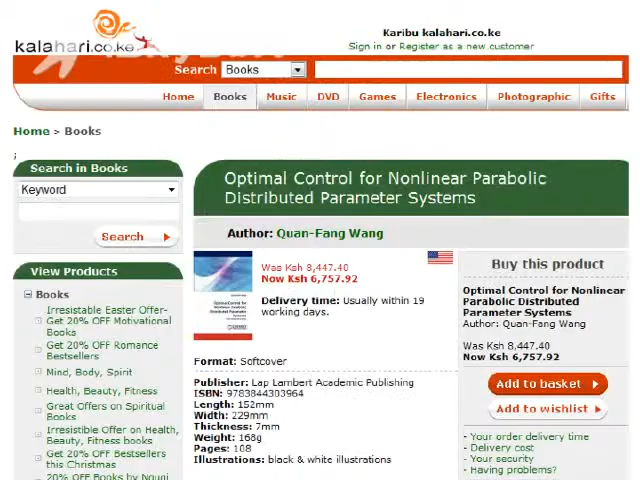 kalahari.co.ke
Karibu kalahari.co.ke
Sign in or Register as a new customer
Search Books
Home Books Music DVD Games Electronics Photographic Gifts
Home > Books
;
Search in Books
Keyword
Search
View Products
Books
Irresistable Easter Offer-
Get 20% OFF Motivational
Books
Get 20% OFF Romance
Bestsellers
Mind, Body, Spirit
Health, Beauty, Fitness
Great Offers on Spiritual
Books
Irresistible Offer on Health,
Beauty, Fitness books
Get 20% OFF Bestsellers
this Christmas
20% OFF Books by Ngugi
Optimal Control for Nonlinear Parabolic
Distributed Parameter Systems
Author: Quan-Fang Wang
Was Ksh 8,447.40
Now Ksh 6,757.92
Delivery time: Usually within 19
working days.
Format: Softcover
Publisher: Lap Lambert Academic Publishing
ISBN: 9783844303964
Length: 152mm
Width: 229mm
Thickness: 7mm
Weight: 168g
Pages: 108
Illustrations: black & white illustrations
Buy this product
Optimal Control for Nonlinear
Parabolic Distributed
Parameter Systems
Author: Quan-Fang Wang
Was Ksh 8,447.40
Now Ksh 6,757.92
Add to basket
Add to wishlist
- Your order delivery time
- Delivery cost
- Your security
- Having problems?